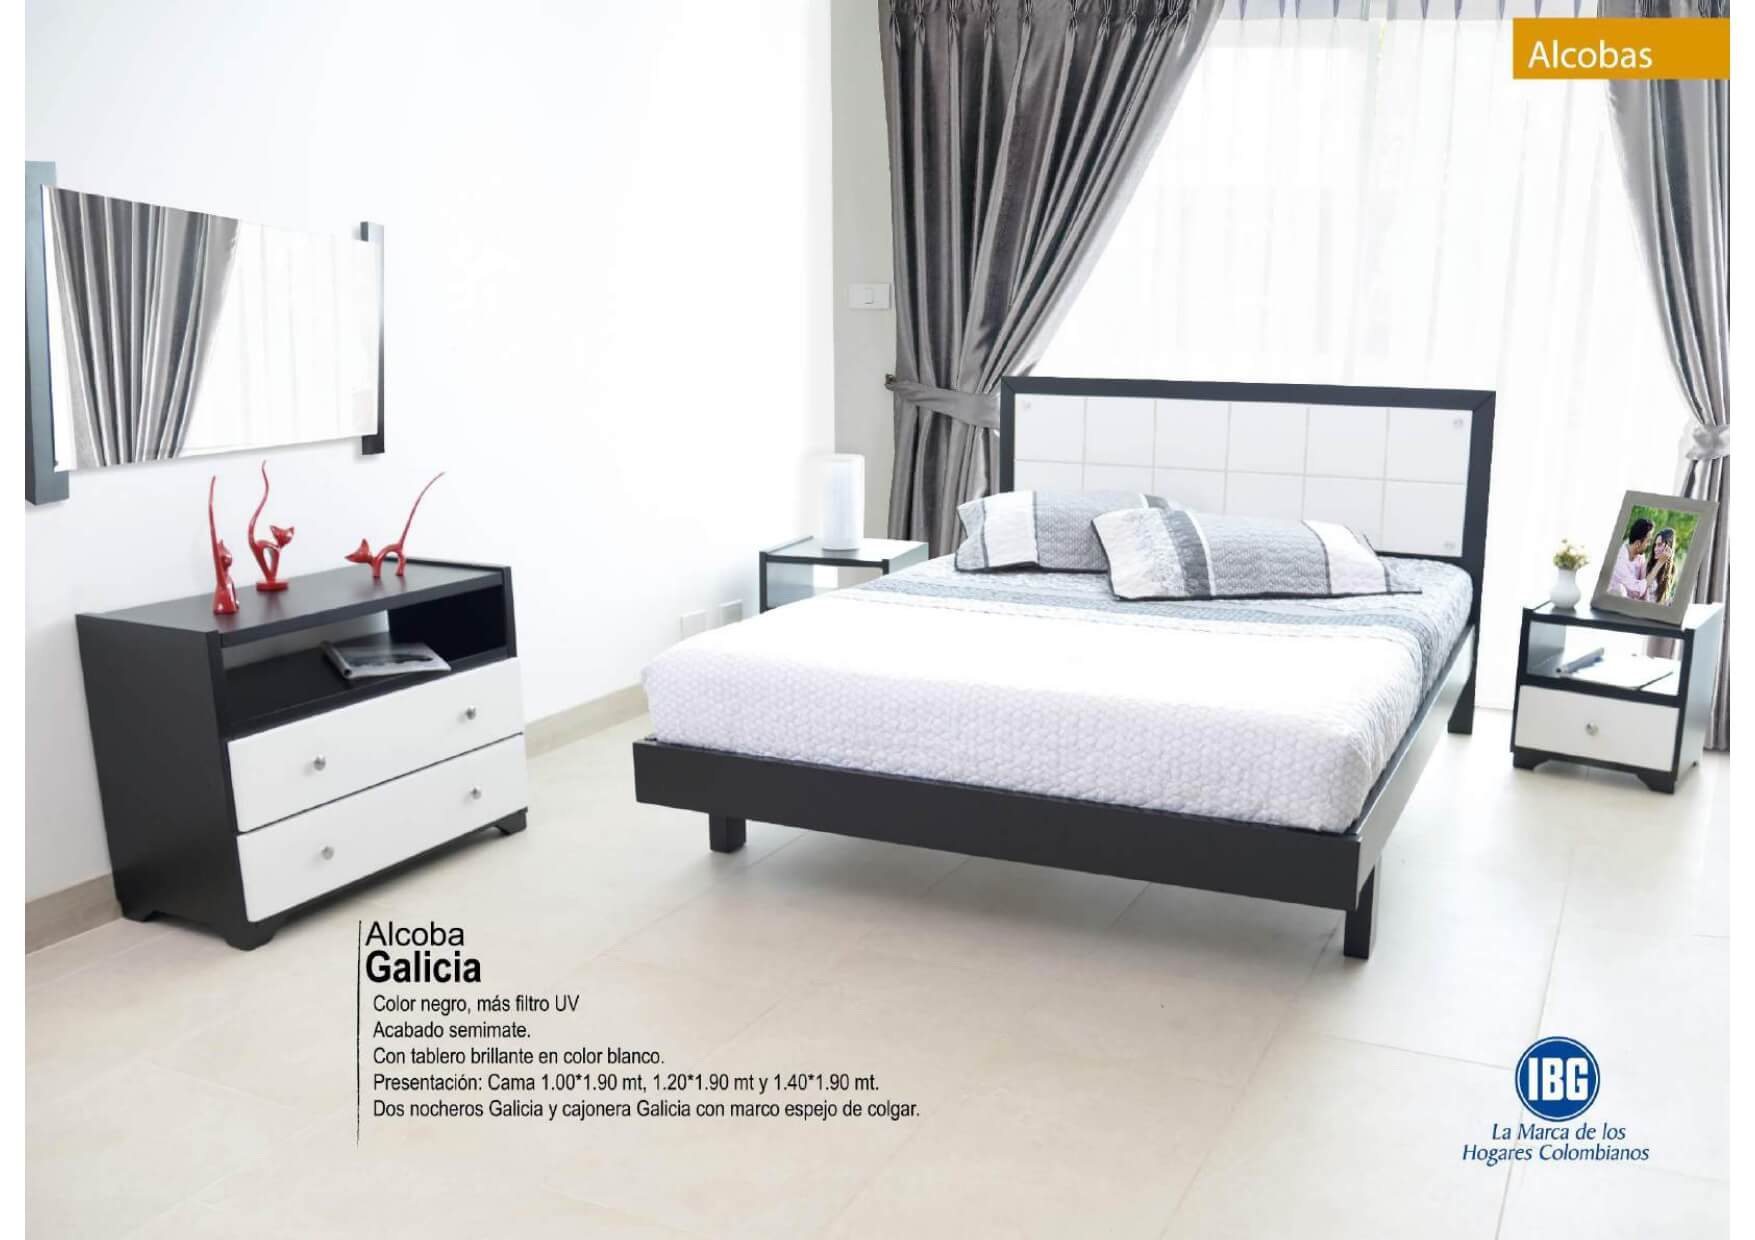 Alcobas
Alcoba
Galicia
Color negro, más filtro UV
Acabado semimate.
Con tablero brillante en color blanco.
Presentación: Cama 1.00*1.90 mt, 1.20*1.90 mt y 1.40*1.90 mt.
Dos nocheros Galicia y cajonera Galicia con marco espejo de colgar.
IBG
La Marca de los
Hogares Colombianos